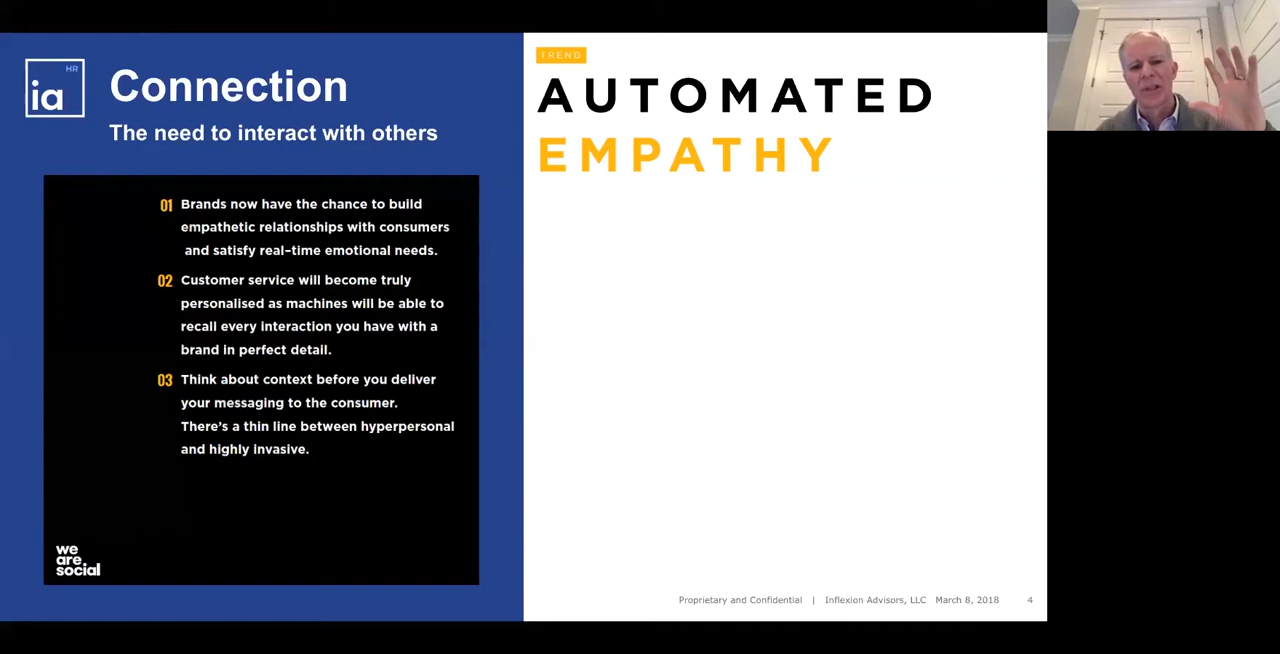 HR
ia
Connection
The need to interact with others
01 Brands now have the chance to build
empathetic relationships with consumers
and satisfy real-time emotional needs.
02 Customer service will become truly
personalised as machines will be able to
recall every interaction you have with a
brand in perfect detail.
03 Think about context before you deliver
your messaging to the consumer.
There's a thin line between hyperpersonal
and highly invasive.
we
are
social
TREND
AUTOMATED
EMPATHY
Proprietary and Confidential | Inflexion Advisors, LLC March 8, 2018 4